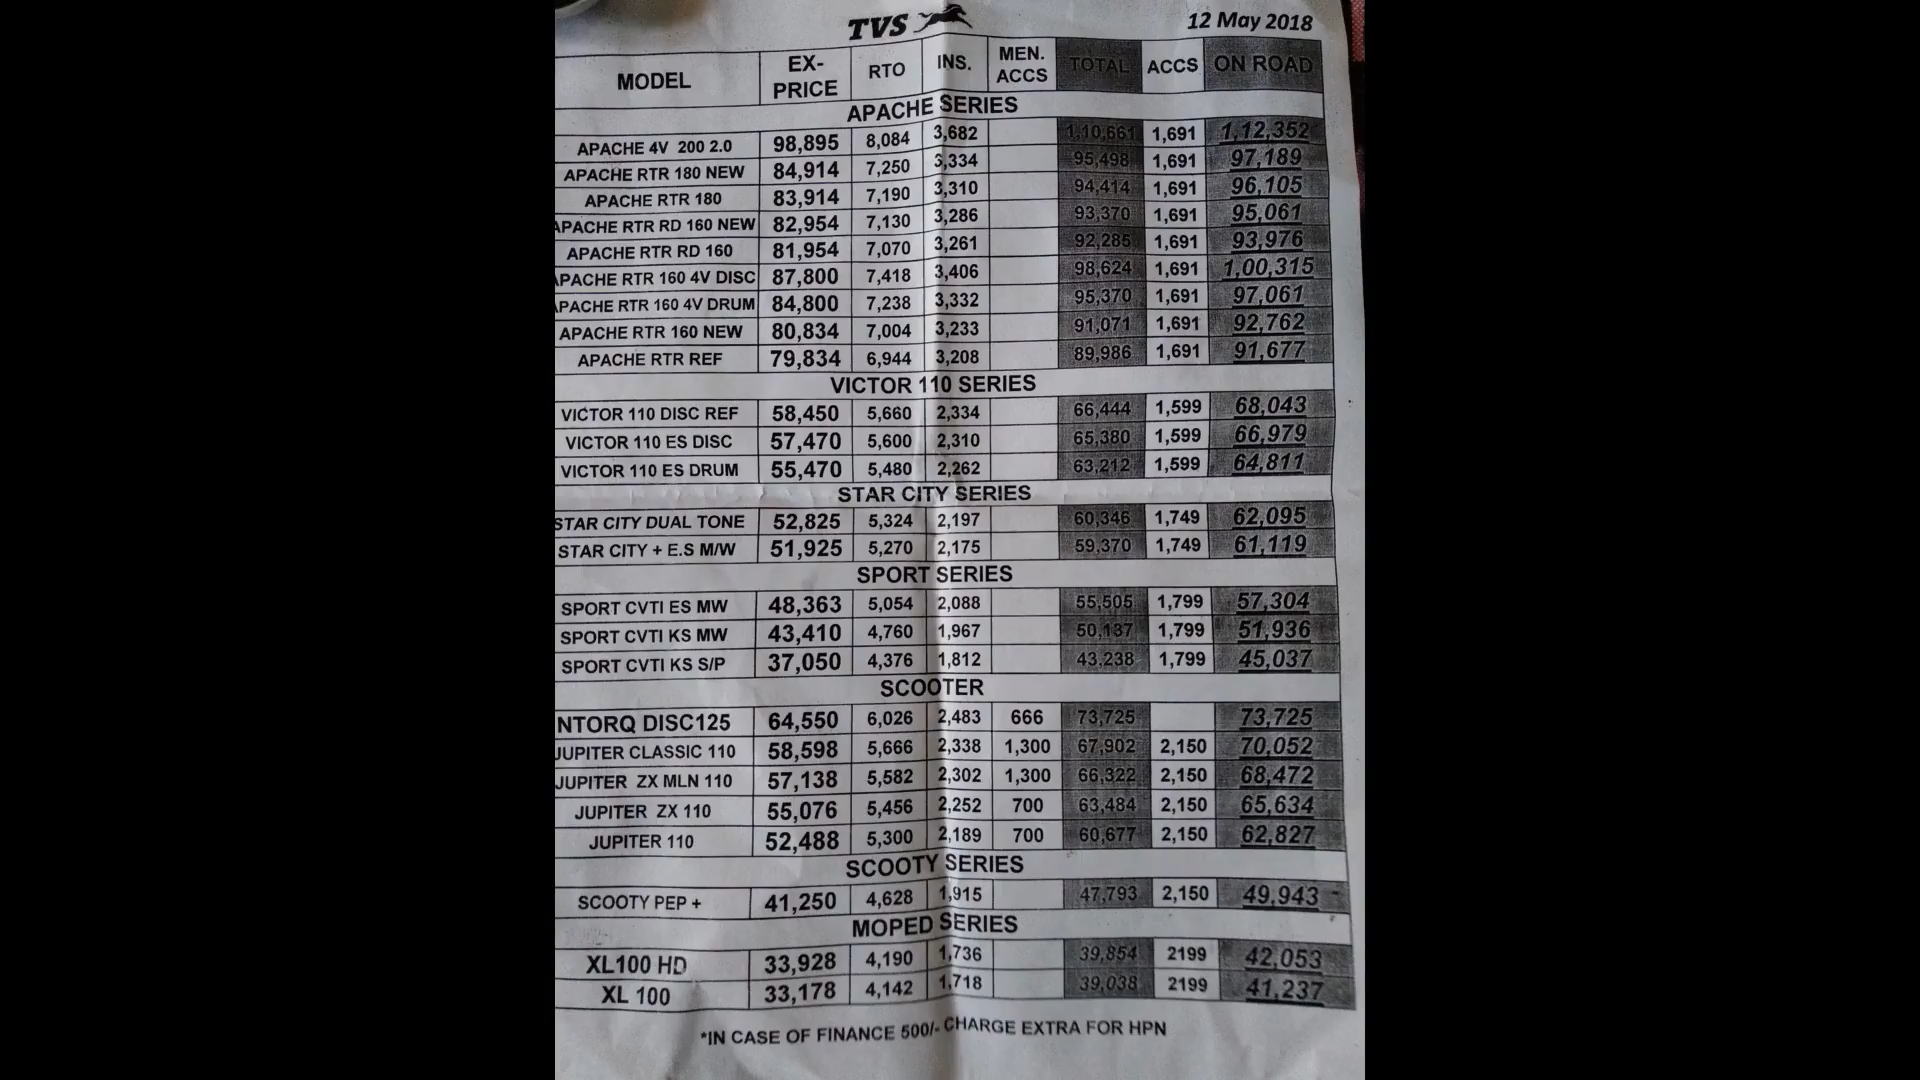 TVS 12 May 2018
MODEL EX-PRICE RTO INS. MEN. ACCS TOTAL ACCS ON ROAD
APACHE SERIES
APACHE 4V 200 2.0 98,895 8,084 3,682 1,10,661 1,691 1,12,352
APACHE RTR 180 NEW 84,914 7,250 3,334 95,498 1,691 97,189
APACHE RTR 180 83,914 7,190 3,310 94,414 1,691 96,105
APACHE RTR RD 160 NEW 82,954 7,130 3,286 93,370 1,691 95,061
APACHE RTR RD 160 81,954 7,070 3,261 92,285 1,691 93,976
APACHE RTR 160 4V DISC 87,800 7,418 3,406 98,624 1,691 1,00,315
APACHE RTR 160 4V DRUM 84,800 7,238 3,332 95,370 1,691 97,061
APACHE RTR 160 NEW 80,834 7,004 3,233 91,071 1,691 92,762
APACHE RTR REF 79,834 6,944 3,208 89,986 1,691 91,677
VICTOR 110 SERIES
VICTOR 110 DISC REF 58,450 5,660 2,334 66,444 1,599 68,043
VICTOR 110 ES DISC 57,470 5,600 2,310 65,380 1,599 66,979
VICTOR 110 ES DRUM 55,470 5,480 2,262 63,212 1,599 64,811
STAR CITY SERIES
STAR CITY DUAL TONE 52,825 5,324 2,197 60,346 1,749 62,095
STAR CITY + E.S M/W 51,925 5,270 2,175 59,370 1,749 61,119
SPORT SERIES
SPORT CVTI ES MW 48,363 5,054 2,088 55,505 1,799 57,304
SPORT CVTI KS MW 43,410 4,760 1,967 50,137 1,799 51,936
SPORT CVTI KS S/P 37,050 4,376 1,812 43,238 1,799 45,037
SCOOTER
NTORQ DISC125 64,550 6,026 2,483 666 73,725 73,725
JUPITER CLASSIC 110 58,598 5,666 2,338 1,300 67,902 2,150 70,052
JUPITER ZX MLN 110 57,138 5,582 2,302 1,300 66,322 2,150 68,472
JUPITER ZX 110 55,076 5,456 2,252 700 63,484 2,150 65,634
JUPITER 110 52,488 5,300 2,189 700 60,677 2,150 62,827
SCOOTY SERIES
SCOOTY PEP + 41,250 4,628 1,915 47,793 2,150 49,943
MOPED SERIES
XL100 HD 33,928 4,190 1,736 39,854 2199 42,053
XL 100 33,178 4,142 1,718 39,038 2199 41,237
*IN CASE OF FINANCE 500/- CHARGE EXTRA FOR HPN